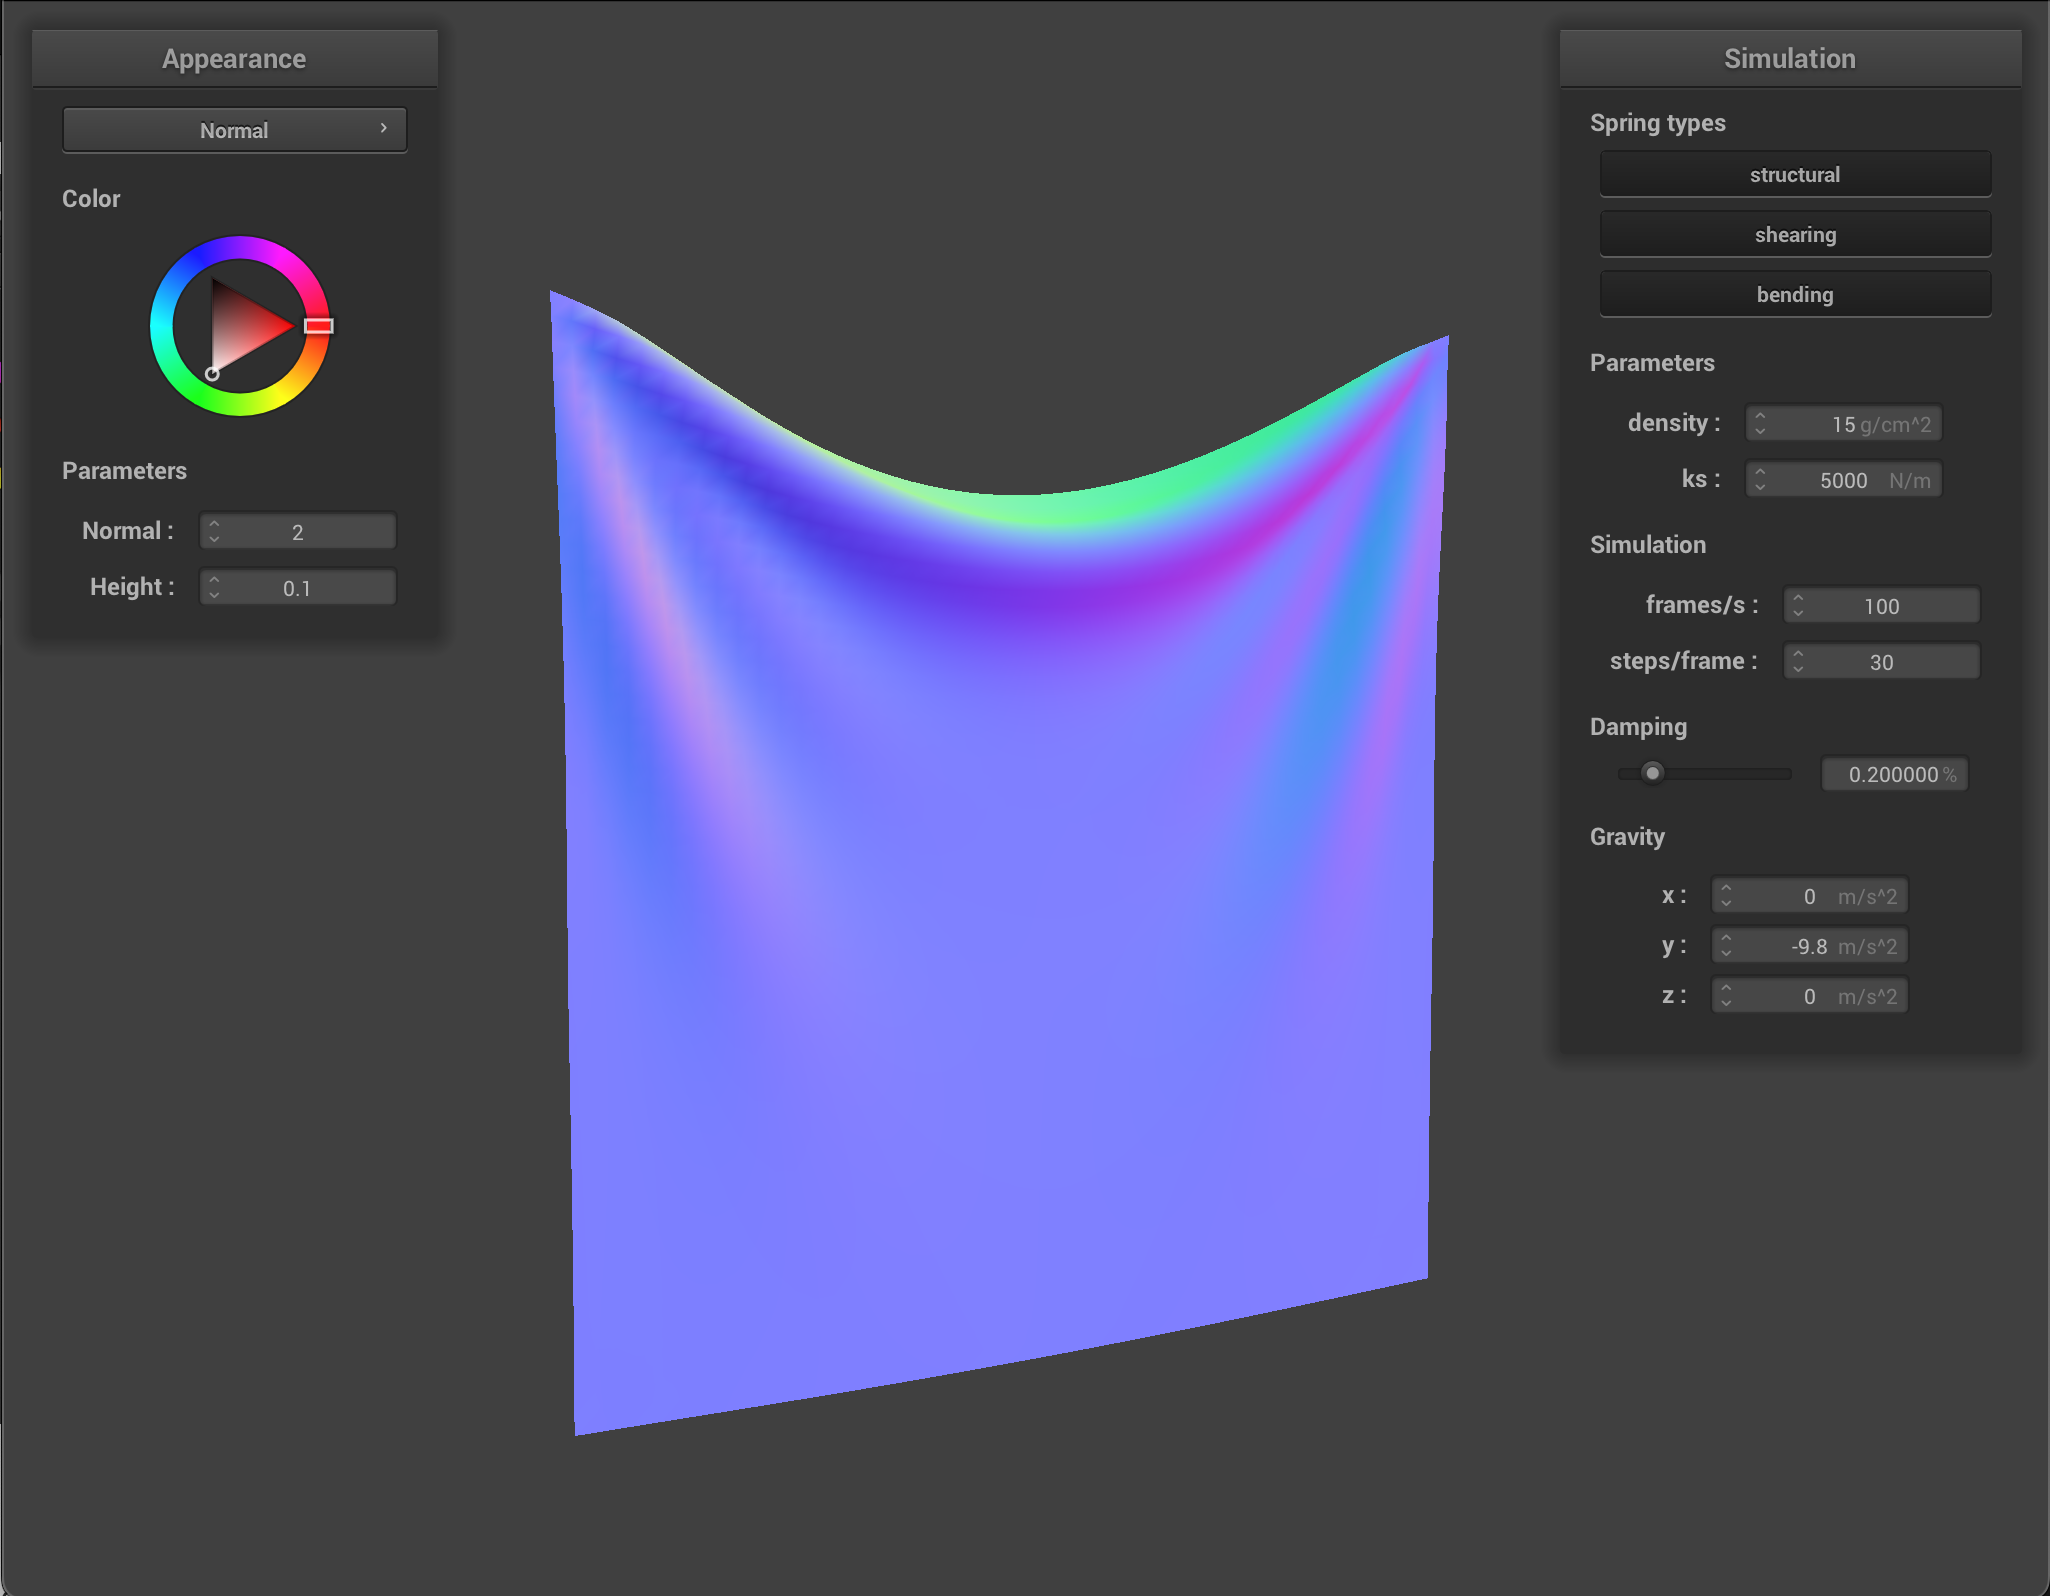 Appearance
Normal
Color
Parameters
Normal : 2
Height : 0.1
Simulation
Spring types
structural
shearing
bending
Parameters
density : 15 g/cm^2
ks : 5000 N/m
Simulation
frames/s : 100
steps/frame : 30
Damping
0.200000 %
Gravity
x : 0 m/s^2
y : -9.8 m/s^2
z : 0 m/s^2